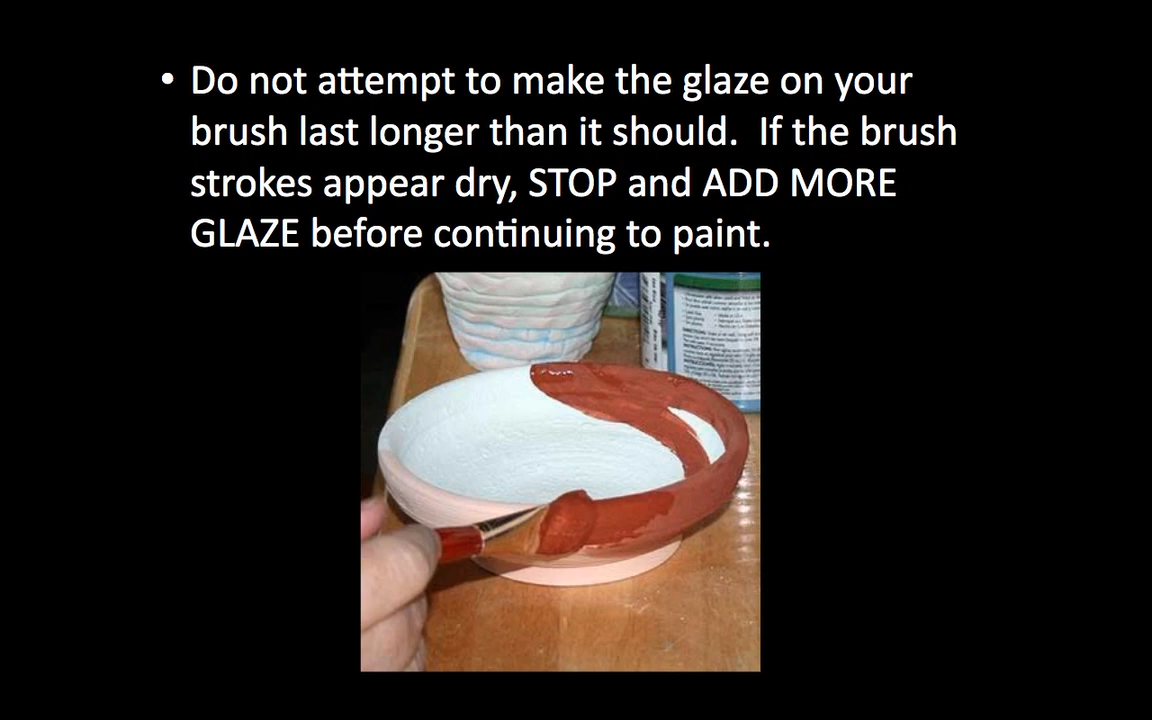 • Do not attempt to make the glaze on your
brush last longer than it should.  If the brush
strokes appear dry, STOP and ADD MORE
GLAZE before continuing to paint.